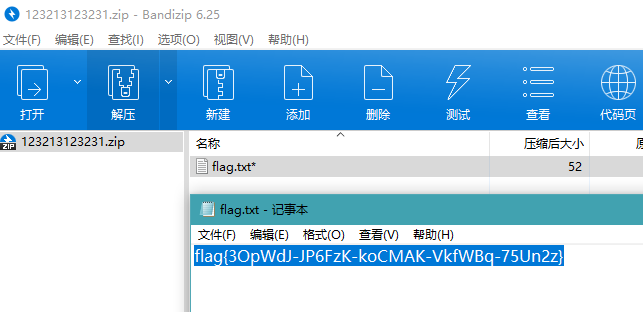 123213123231.zip - Bandizip 6.25
文件(F) 编辑(E) 查找(I) 选项(O) 视图(V) 帮助(H)
打开 解压 新建 添加 删除 测试 查看 代码页
123213123231.zip
名称 压缩后大小
flag.txt* 52
flag.txt - 记事本
文件(F) 编辑(E) 格式(O) 查看(V) 帮助(H)
flag{3OpWdJ-JP6FzK-koCMAK-VkfWBq-75Un2z}